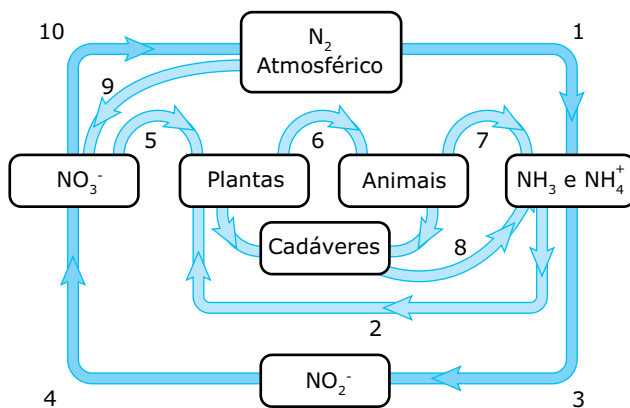 10
N₂
Atmosférico
1
9
5
6
7
NO₃⁻
Plantas
Animais
NH₃ e NH₄⁺
Cadáveres
8
2
4
NO₂⁻
3